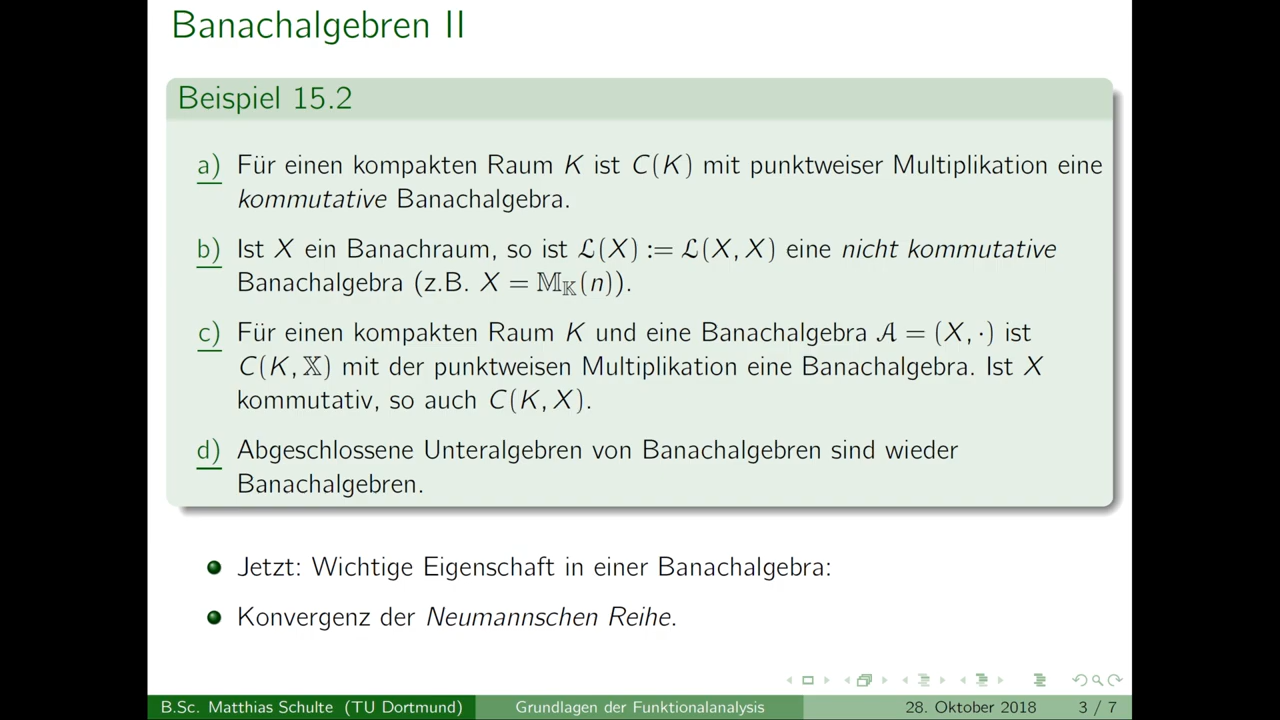 Banachalgebren II
Beispiel 15.2
a) Für einen kompakten Raum K ist C(K) mit punktweiser Multiplikation eine
kommutative Banachalgebra.
b) Ist X ein Banachraum, so ist ℒ(X) := ℒ(X, X) eine nicht kommutative
Banachalgebra (z.B. X = 𝕄_𝕂(n)).
c) Für einen kompakten Raum K und eine Banachalgebra 𝒜 = (X, ·) ist
C(K, 𝕏) mit der punktweisen Multiplikation eine Banachalgebra. Ist X
kommutativ, so auch C(K, X).
d) Abgeschlossene Unteralgebren von Banachalgebren sind wieder
Banachalgebren.
Jetzt: Wichtige Eigenschaft in einer Banachalgebra:
Konvergenz der Neumannschen Reihe.
B.Sc. Matthias Schulte (TU Dortmund) Grundlagen der Funktionalanalysis 28. Oktober 2018 3 / 7